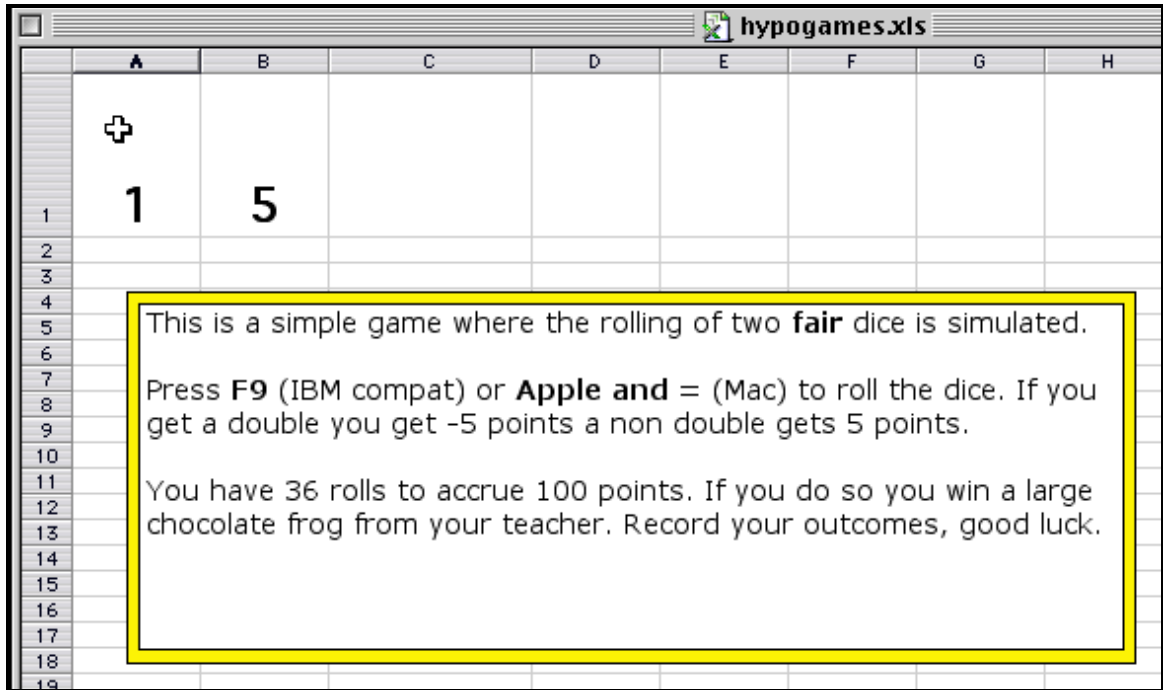 hypogames.xls
A B C D E F G H
1 1 5
2
3
4
5 This is a simple game where the rolling of two fair dice is simulated.
6
7
8 Press F9 (IBM compat) or Apple and = (Mac) to roll the dice. If you
9 get a double you get -5 points a non double gets 5 points.
10
11
12 You have 36 rolls to accrue 100 points. If you do so you win a large
13 chocolate frog from your teacher. Record your outcomes, good luck.
14
15
16
17
18
19